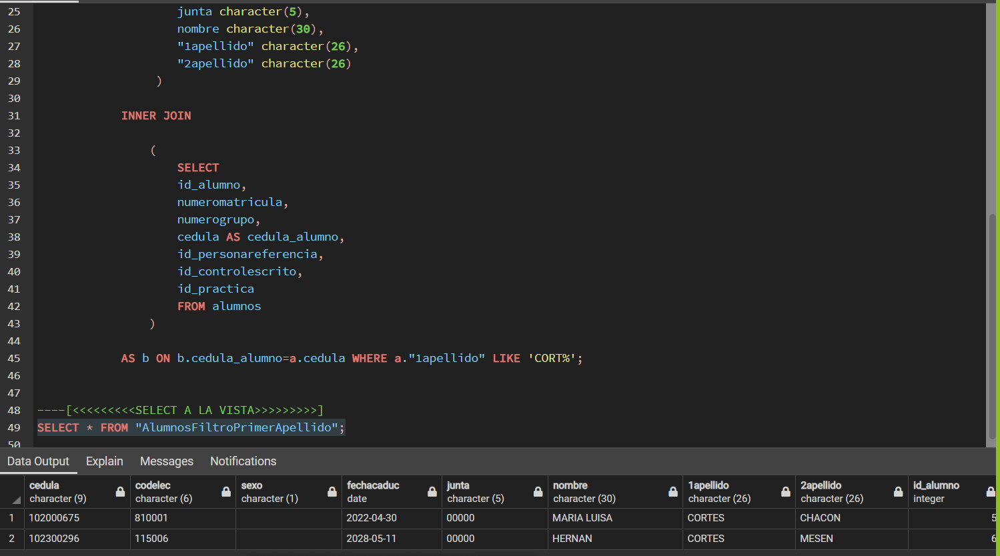 25 junta character(5),
26 nombre character(30),
27 "1apellido" character(26),
28 "2apellido" character(26)
29 )
30
31 INNER JOIN
32
33 (
34 SELECT
35 id_alumno,
36 numeromatricula,
37 numerogrupo,
38 cedula AS cedula_alumno,
39 id_personareferencia,
40 id_controlescrito,
41 id_practica
42 FROM alumnos
43 )
44
45 AS b ON b.cedula_alumno=a.cedula WHERE a."1apellido" LIKE 'CORT%';
46
47
48 ----[<<<<<<<<<SELECT A LA VISTA>>>>>>>>>]
49 SELECT * FROM "AlumnosFiltroPrimerApellido";
50
Data Output Explain Messages Notifications
cedula codelec sexo fechacaduc junta nombre 1apellido 2apellido id_alumno
character (9) character (6) character (1) date character (5) character (30) character (26) character (26) integer
1 102000675 810001 2022-04-30 00000 MARIA LUISA CORTES CHACON 5
2 102300296 115006 2028-05-11 00000 HERNAN CORTES MESEN 6